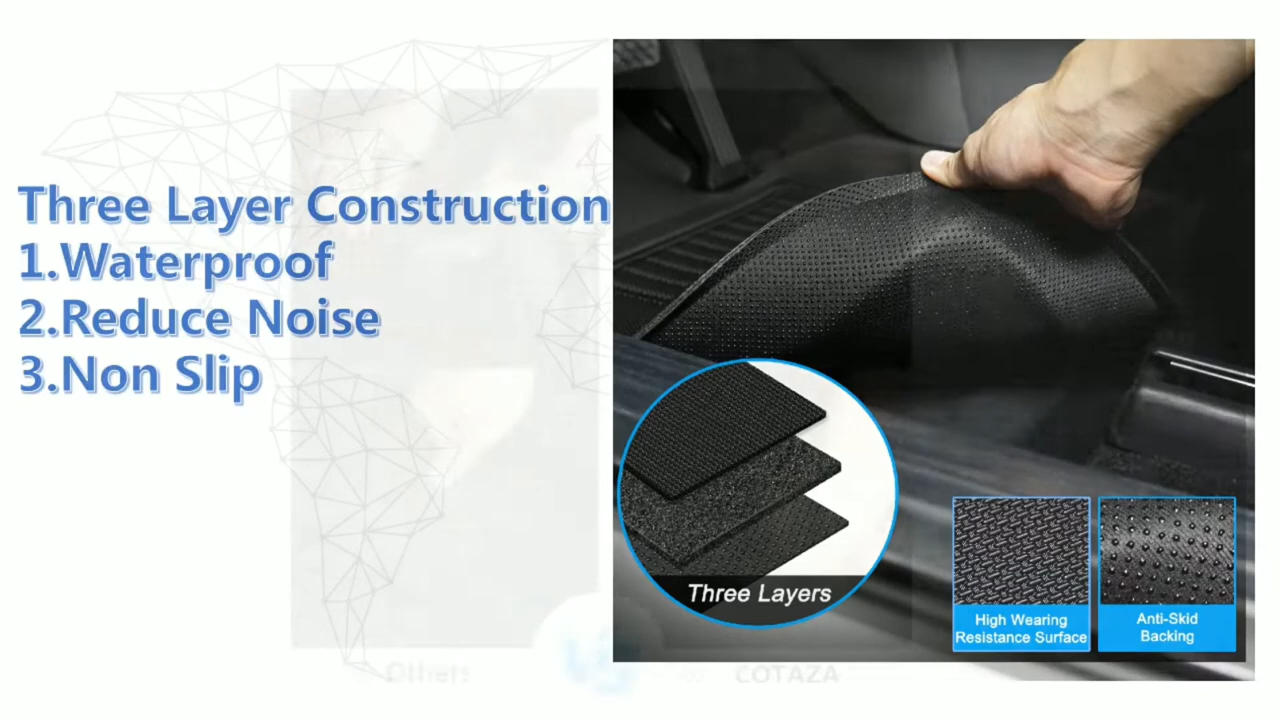 Three Layer Construction
1.Waterproof
2.Reduce Noise
3.Non Slip
Three Layers
High Wearing
Resistance Surface
Anti-Skid
Backing
Others
COTAZA